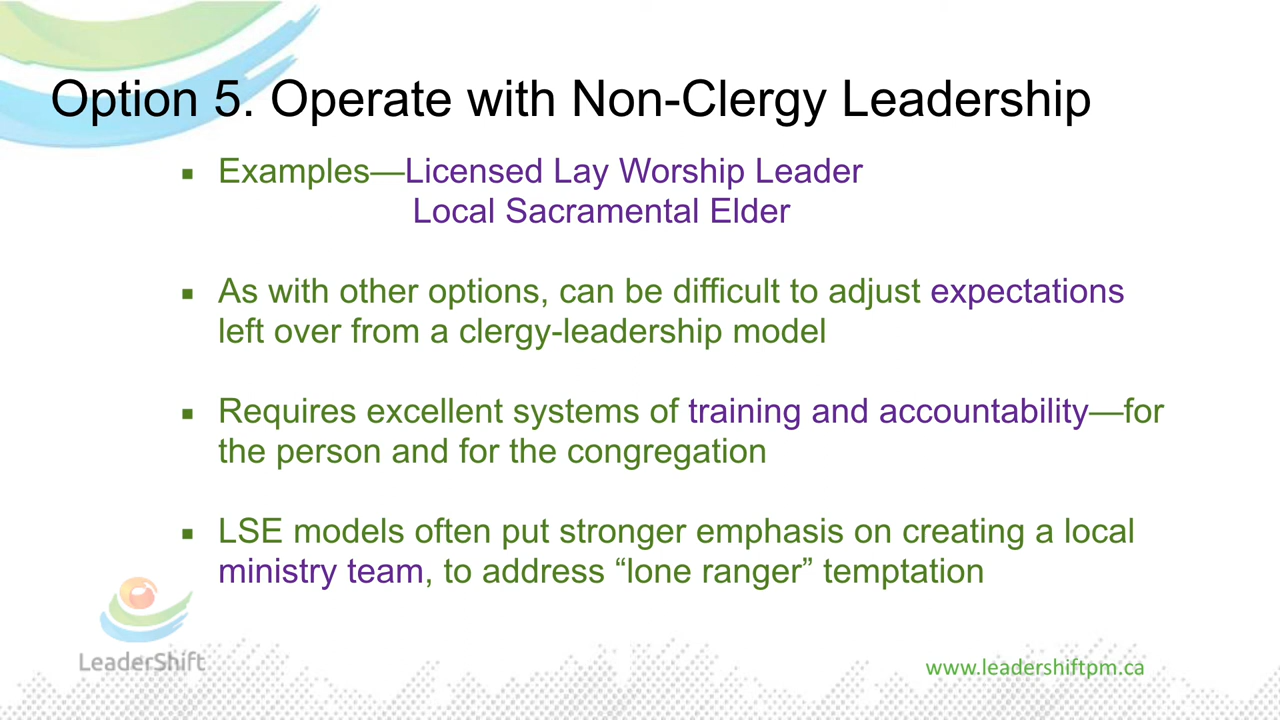 Option 5. Operate with Non-Clergy Leadership
▪ Examples—Licensed Lay Worship Leader
Local Sacramental Elder
▪ As with other options, can be difficult to adjust expectations
left over from a clergy-leadership model
▪ Requires excellent systems of training and accountability—for
the person and for the congregation
▪ LSE models often put stronger emphasis on creating a local
ministry team, to address “lone ranger” temptation
LeaderShift
www.leadershiftpm.ca